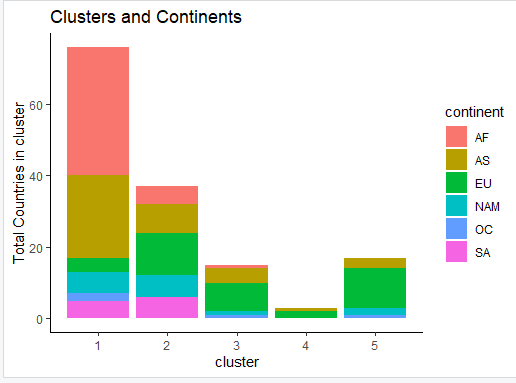 Clusters and Continents
Total Countries in cluster
60
40
20
0
1 2 3 4 5
cluster
continent
AF
AS
EU
NAM
OC
SA